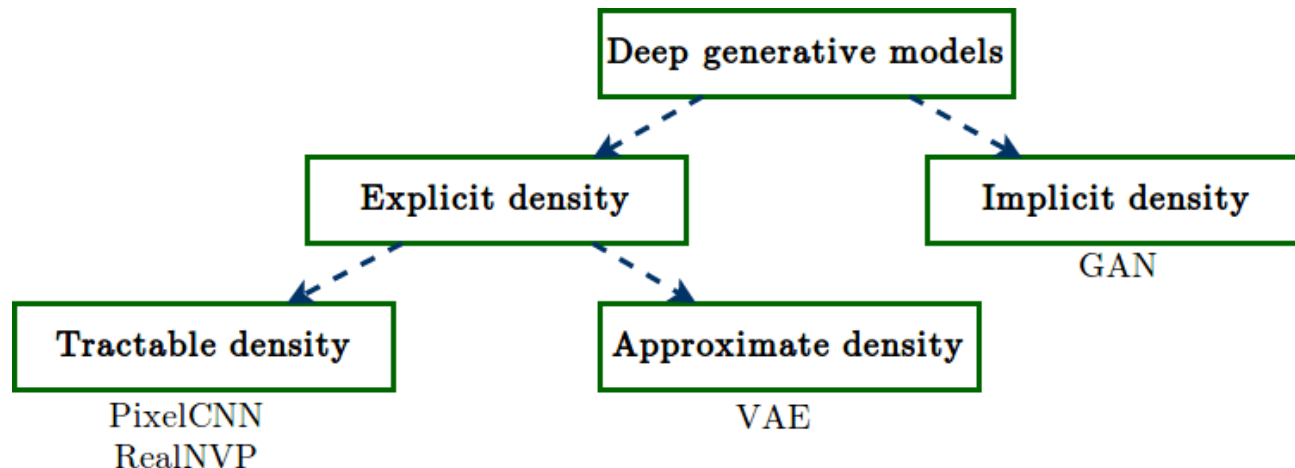 Deep generative models
Explicit density
Implicit density
GAN
Tractable density
Approximate density
PixelCNN
VAE
RealNVP